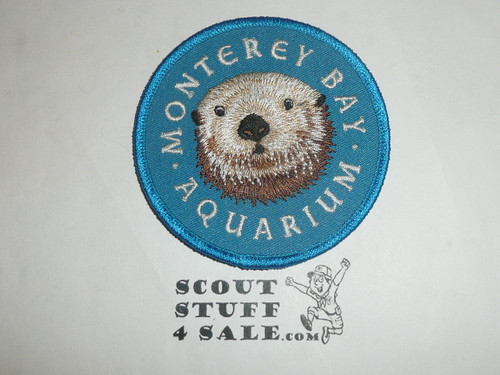 · MONTEREY BAY ·
AQUARIUM
SCOUT
STUFF
4 SALE.com